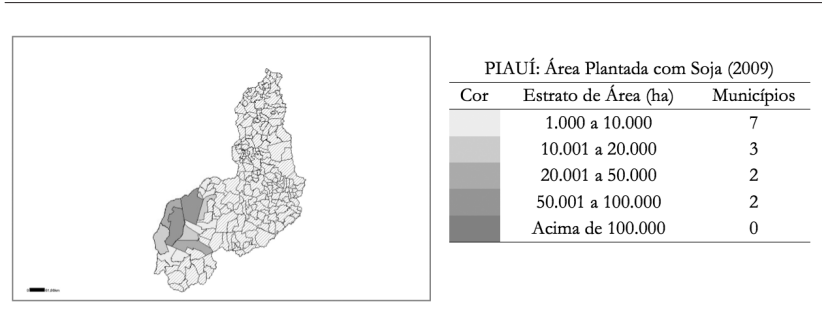 PIAUÍ: Área Plantada com Soja (2009)
Cor Estrato de Área (ha) Municípios
1.000 a 10.000 7
10.001 a 20.000 3
20.001 a 50.000 2
50.001 a 100.000 2
Acima de 100.000 0